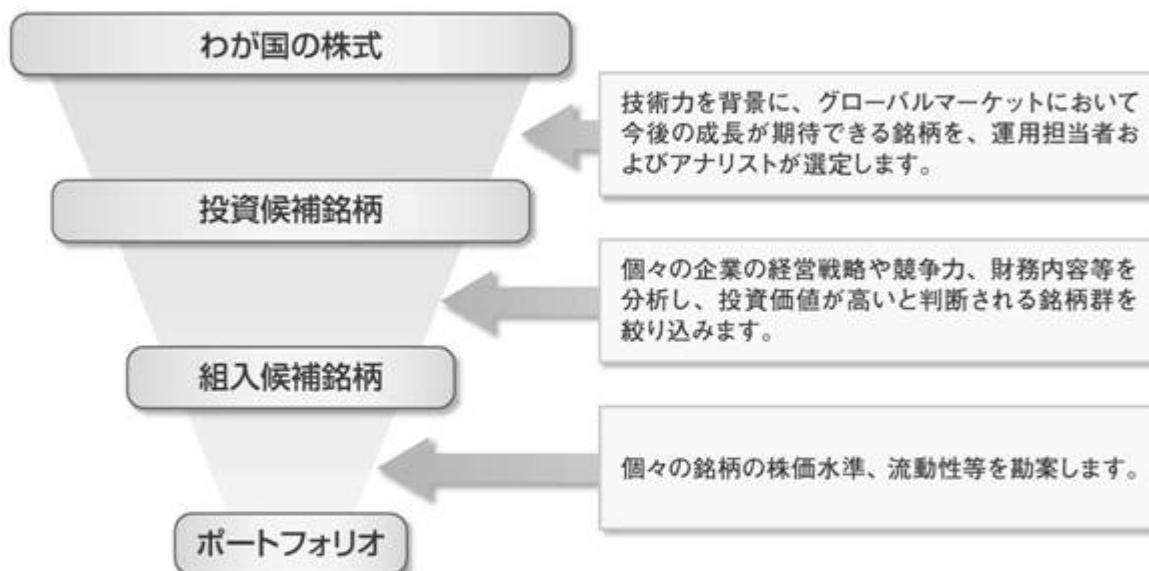 わが国の株式
技術力を背景に、グローバルマーケットにおいて
今後の成長が期待できる銘柄を、運用担当者お
よびアナリストが選定します。
投資候補銘柄
個々の企業の経営戦略や競争力、財務内容等を
分析し、投資価値が高いと判断される銘柄群を
絞り込みます。
組入候補銘柄
個々の銘柄の株価水準、流動性等を勘案します。
ポートフォリオ